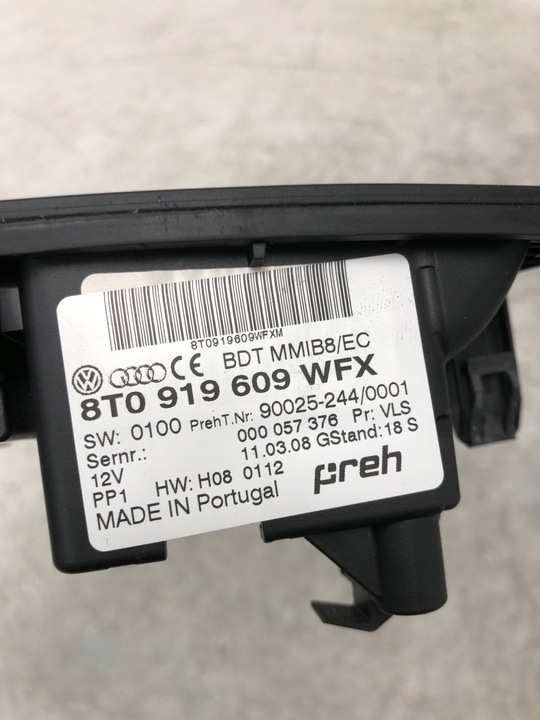 8T0919609WFXM
BDT MMIB8/EC
8T0 919 609 WFX
SW: 0100 PrehT.Nr: 90025-244/0001
Sernr.: 000 057 376 Pr: VLS
12V 11.03.08 GStand: 18 S
PP1 HW: H08 0112
MADE IN Portugal
preh